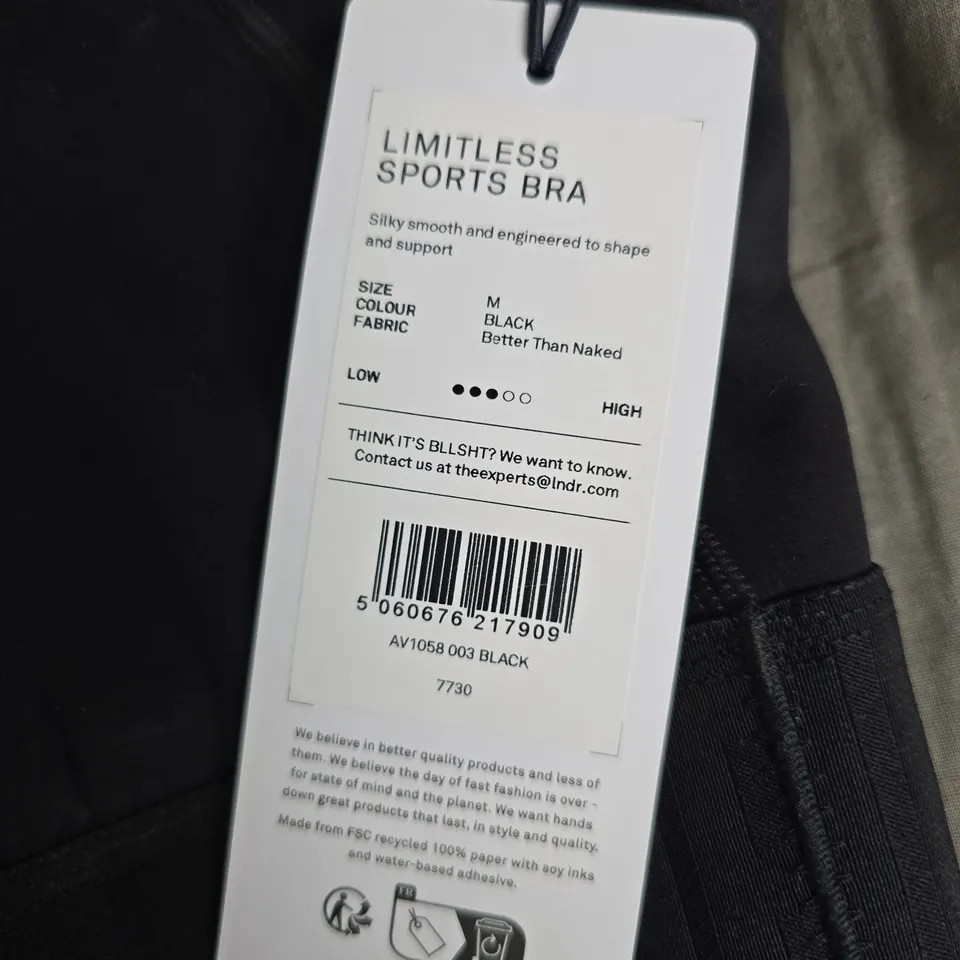 LIMITLESS
SPORTS BRA
Silky smooth and engineered to shape
and support
SIZE M
COLOUR BLACK
FABRIC Better Than Naked
LOW HIGH
THINK IT'S BLLSHT? We want to know.
Contact us at theexperts@lndr.com
5 060676 217909
AV1058 003 BLACK
7730
We believe in better quality products and less of
them. We believe the day of fast fashion is over -
for state of mind and the planet. We want hands
down great products that last, in style and quality.
Made from FSC recycled 100% paper with soy inks
and water-based adhesive.
FR